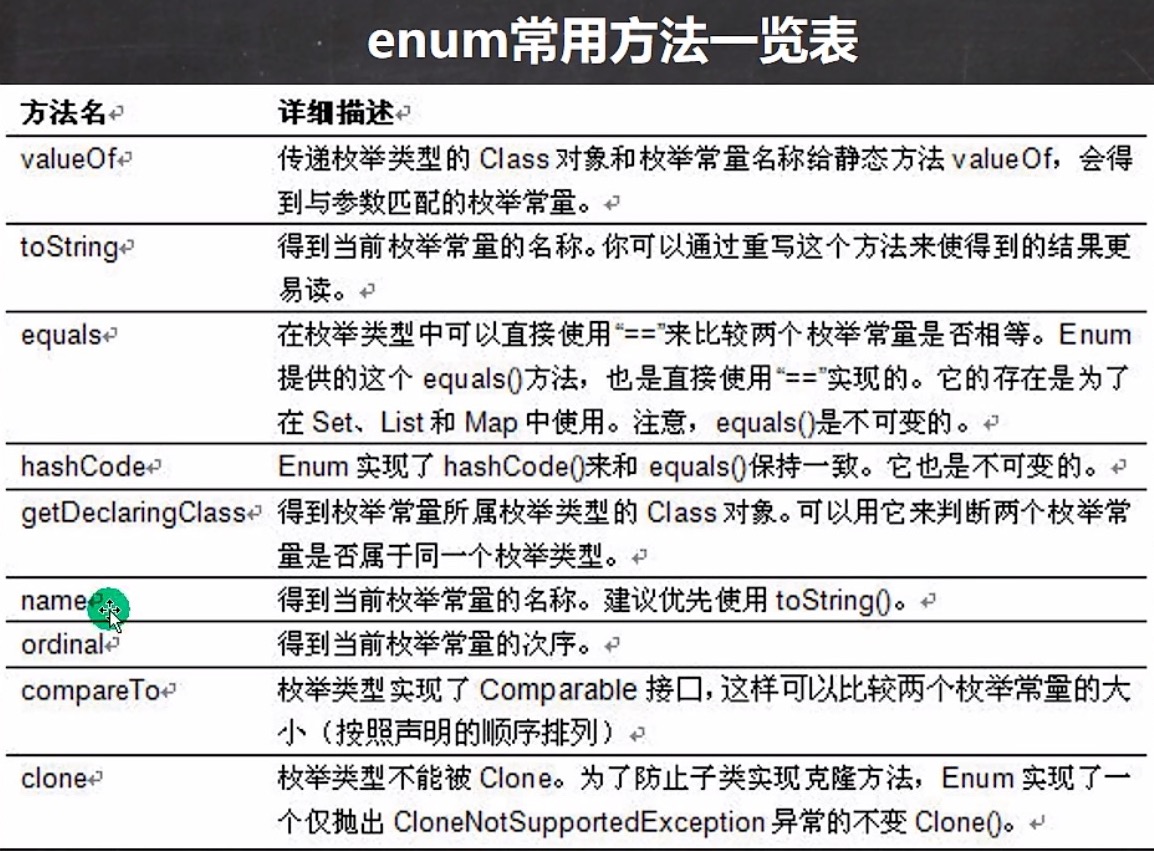 enum常用方法一览表
方法名 详细描述
valueOf 传递枚举类型的 Class 对象和枚举常量名称给静态方法 valueOf，会得
到与参数匹配的枚举常量。
toString 得到当前枚举常量的名称。你可以通过重写这个方法来使得到的结果更
易读。
equals 在枚举类型中可以直接使用“==”来比较两个枚举常量是否相等。Enum
提供的这个 equals()方法，也是直接使用“==”实现的。它的存在是为了
在 Set、List 和 Map 中使用。注意，equals()是不可变的。
hashCode Enum 实现了 hashCode()来和 equals()保持一致。它也是不可变的。
getDeclaringClass 得到枚举常量所属枚举类型的 Class 对象。可以用它来判断两个枚举常
量是否属于同一个枚举类型。
name 得到当前枚举常量的名称。建议优先使用 toString()。
ordinal 得到当前枚举常量的次序。
compareTo 枚举类型实现了 Comparable 接口，这样可以比较两个枚举常量的大
小（按照声明的顺序排列）
clone 枚举类型不能被 Clone。为了防止子类实现克隆方法，Enum 实现了一
个仅抛出 CloneNotSupportedException 异常的不变 Clone()。